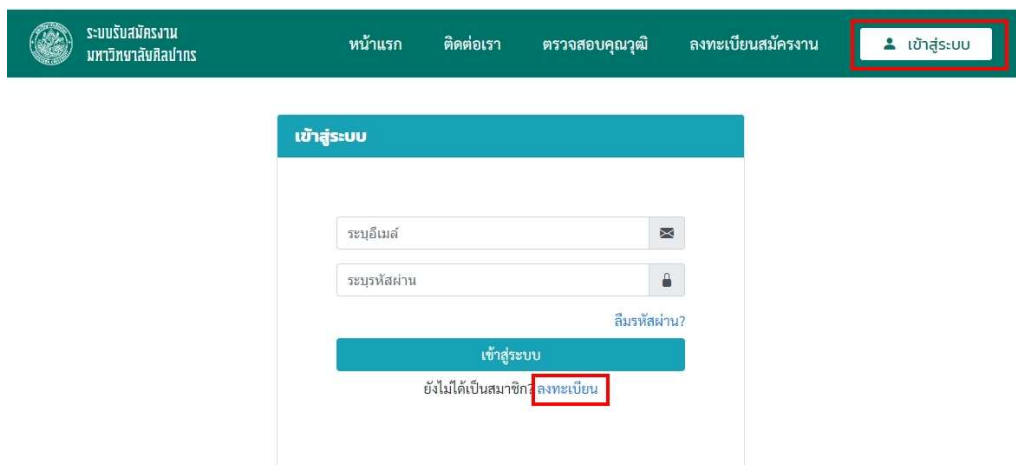 ระบบรับสมัครงาน
มหาวิทยาลัยศิลปากร
หน้าแรก ติดต่อเรา ตรวจสอบคุณวุฒิ ลงทะเบียนสมัครงาน เข้าสู่ระบบ
เข้าสู่ระบบ
ระบุอีเมล์
ระบุรหัสผ่าน
ลืมรหัสผ่าน?
เข้าสู่ระบบ
ยังไม่ได้เป็นสมาชิก? ลงทะเบียน